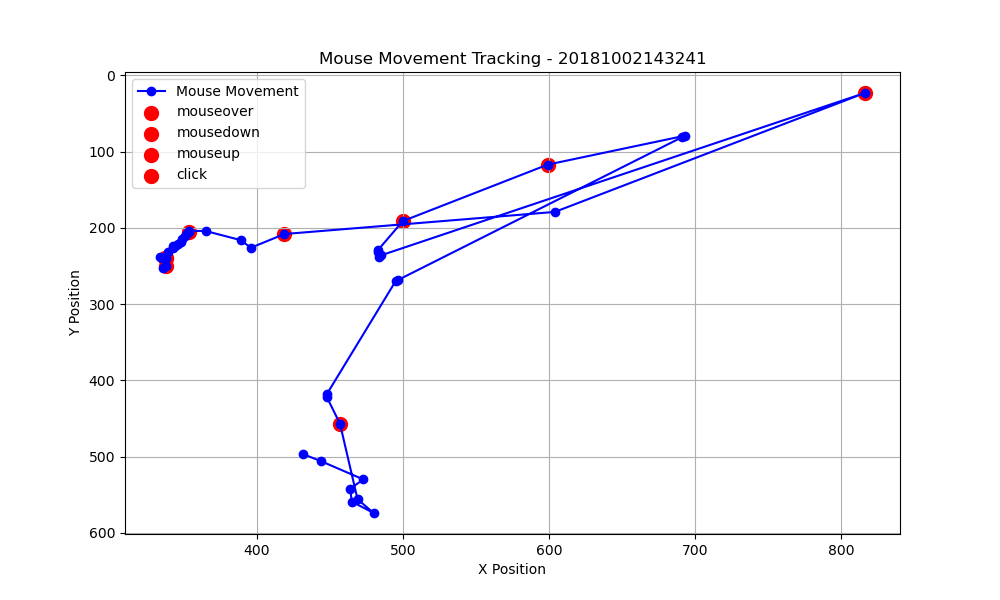 Mouse Movement Tracking - 20181002143241
Mouse Movement
mouseover
mousedown
mouseup
click
0
100
200
300
400
500
600
Y Position
400 500 600 700 800
X Position